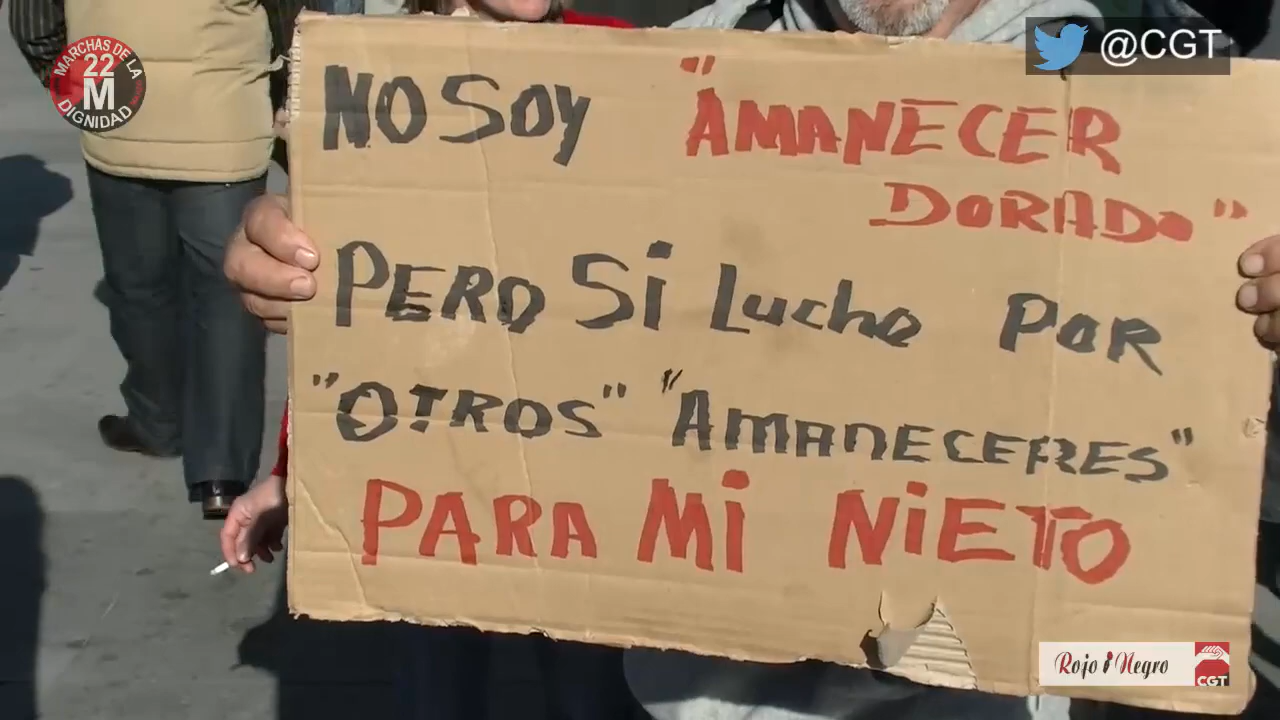 MARCHAS DE LA
22
M
DIGNIDAD
@CGT
NO SOY "AMANECER
DORADO"
PERO SI LUCHO POR
"OTROS" "AMANECERES"
PARA MI NIETO
Rojo i Negro
CGT